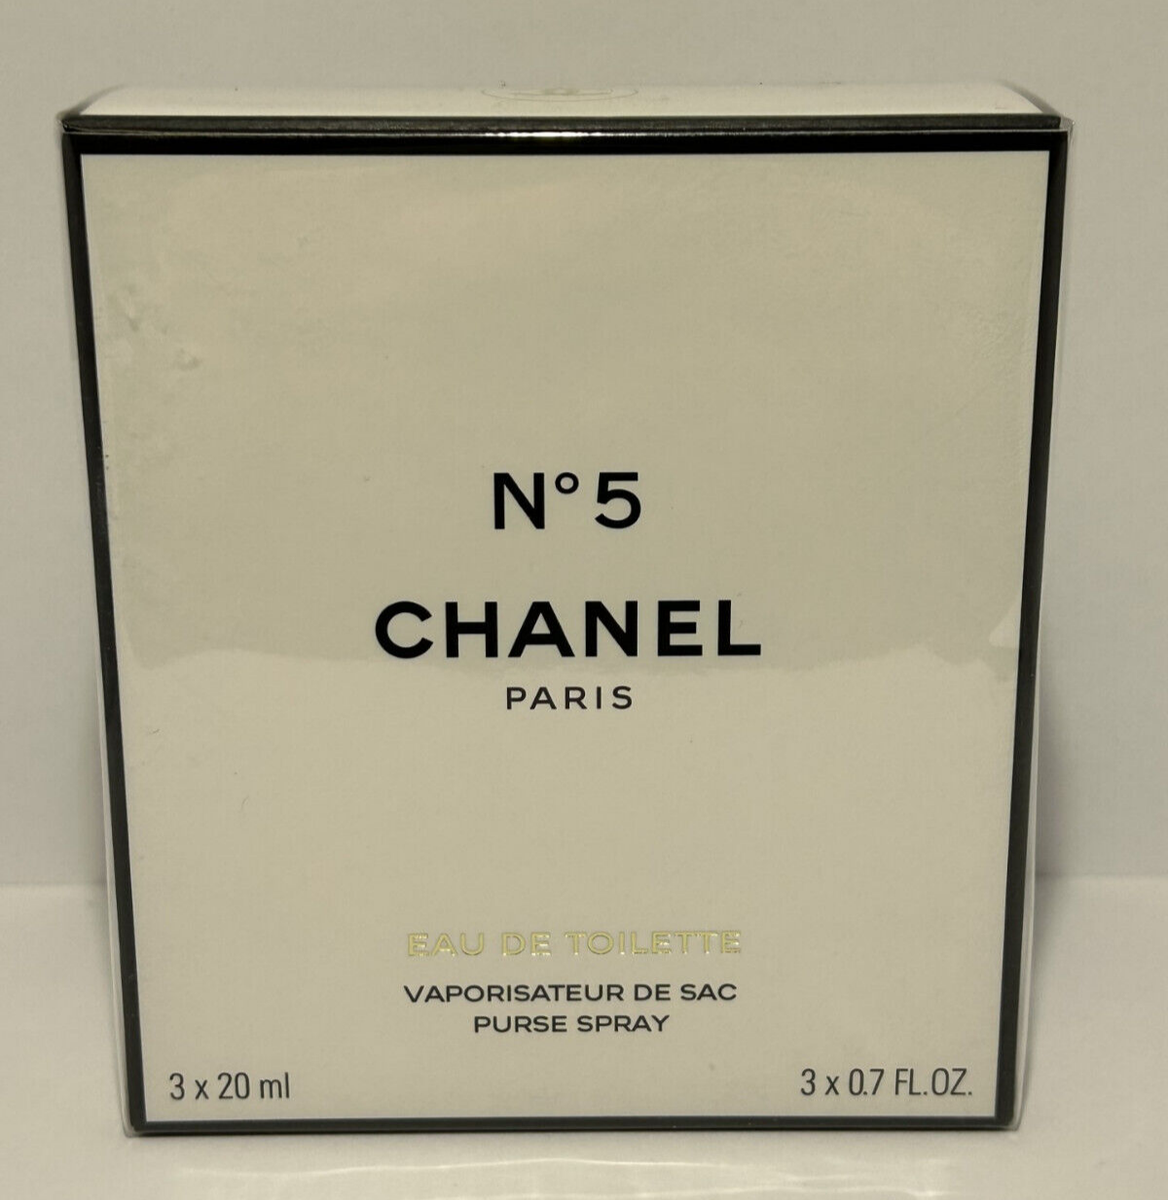 N°5
CHANEL
PARIS
EAU DE TOILETTE
VAPORISATEUR DE SAC
PURSE SPRAY
3 x 20 ml
3 x 0.7 FL.OZ.